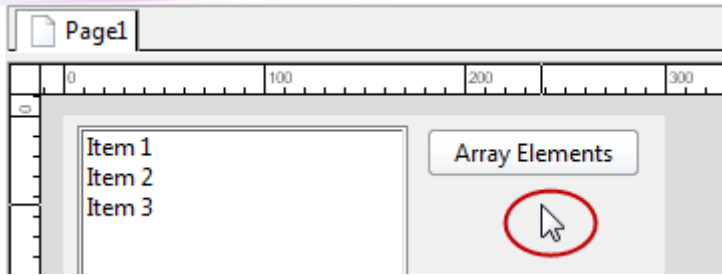 Page1
0 100 200 300
0
Item 1
Array Elements
Item 2
Item 3